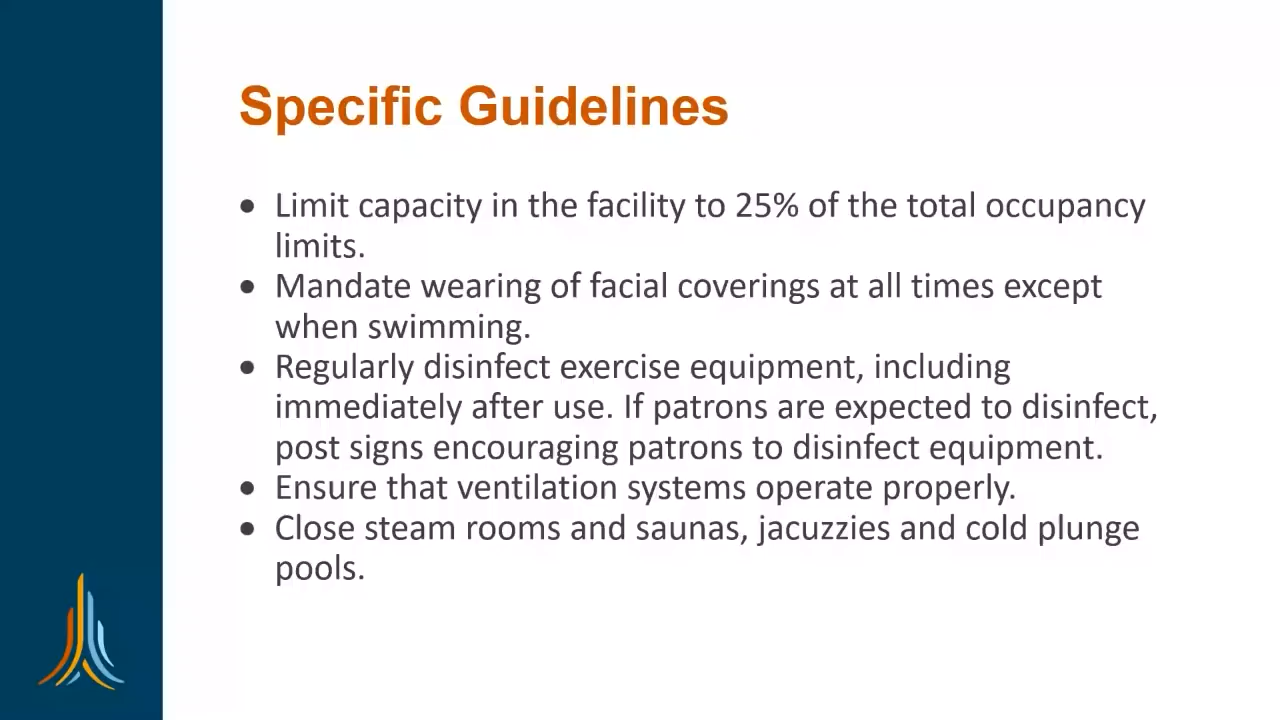 Specific Guidelines
• Limit capacity in the facility to 25% of the total occupancy
limits.
• Mandate wearing of facial coverings at all times except
when swimming.
• Regularly disinfect exercise equipment, including
immediately after use. If patrons are expected to disinfect,
post signs encouraging patrons to disinfect equipment.
• Ensure that ventilation systems operate properly.
• Close steam rooms and saunas, jacuzzies and cold plunge
pools.